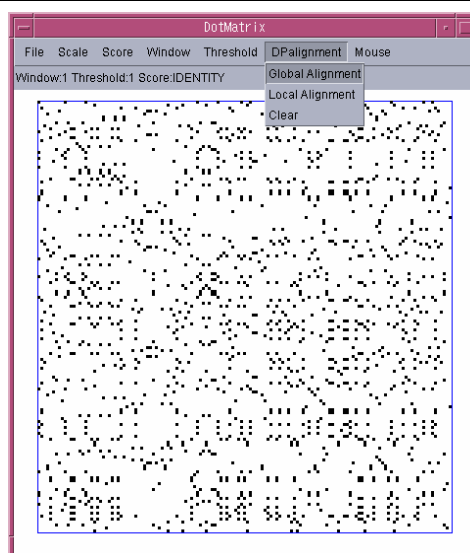 DotMatrix
File Scale Score Window Threshold DPalignment Mouse
Window:1 Threshold:1 Score:IDENTITY
Global Alignment
Local Alignment
Clear